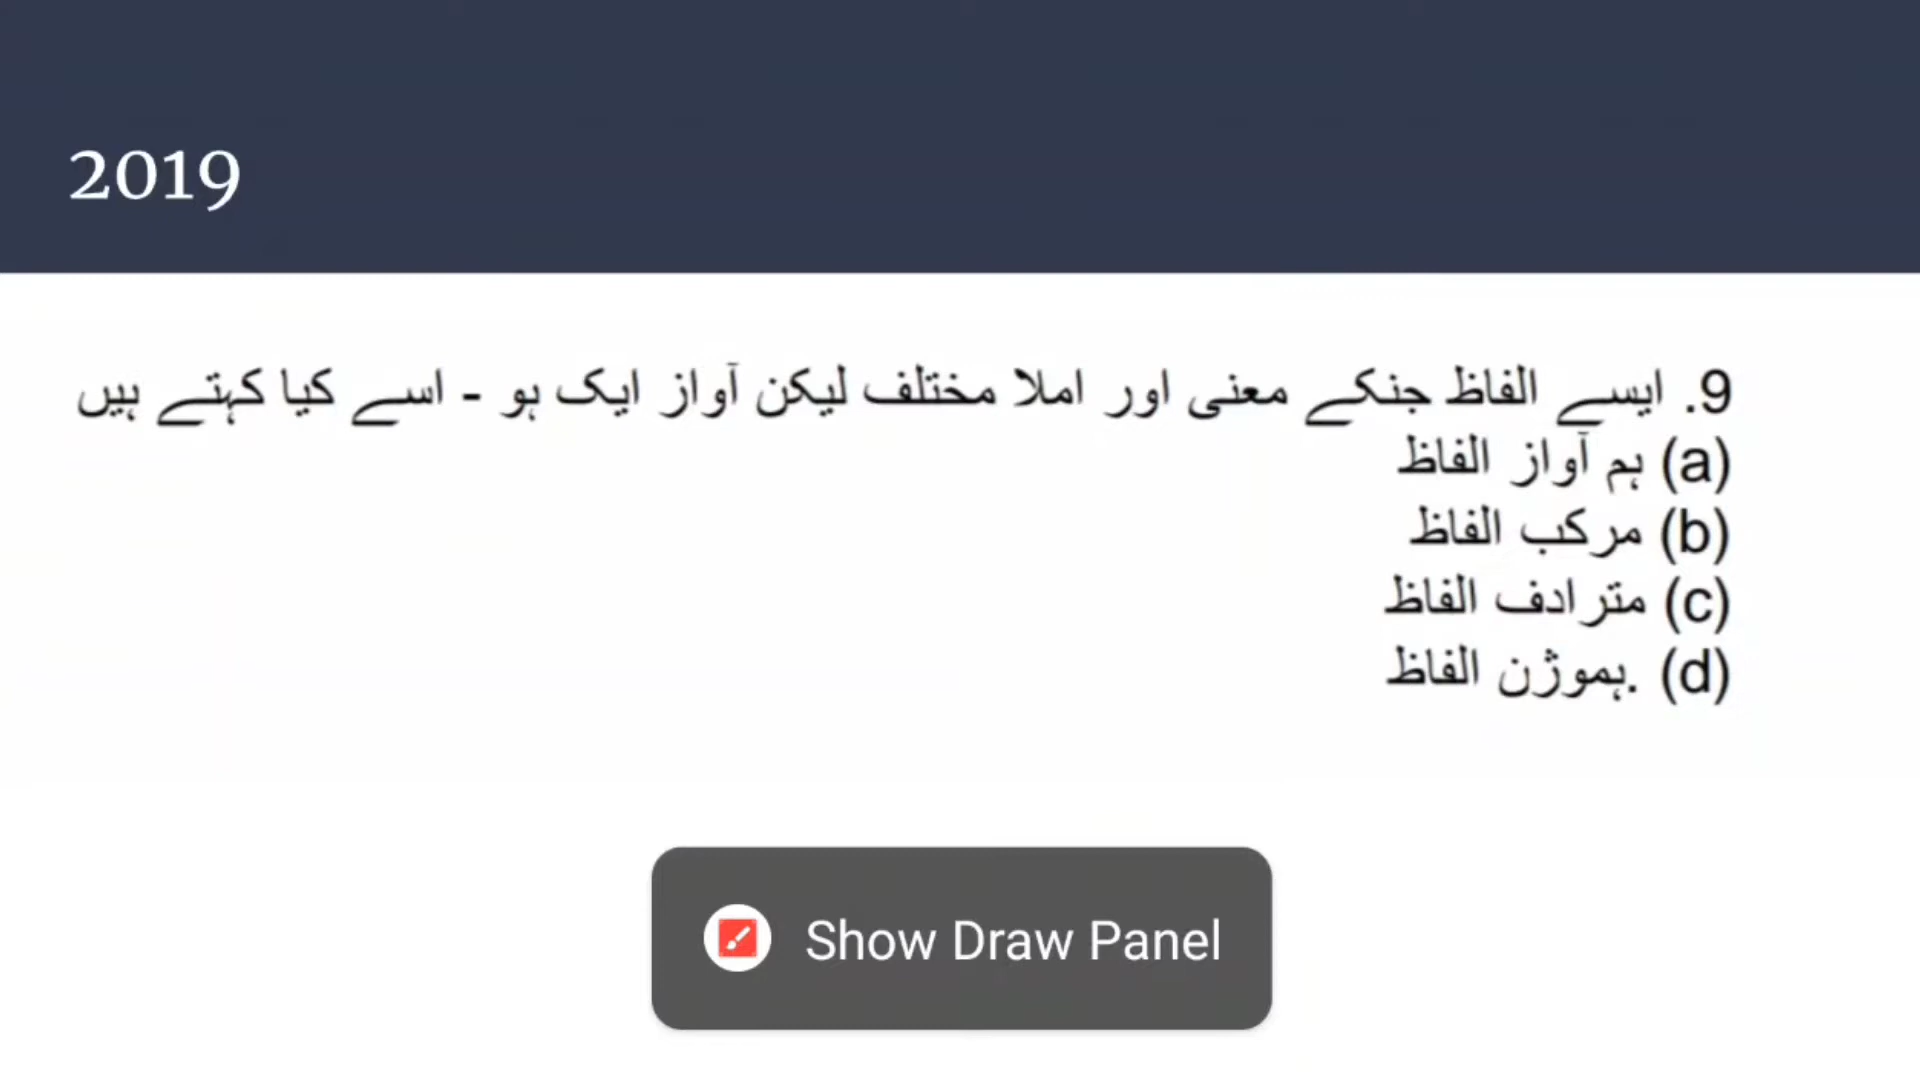 2019
9. ایسے الفاظ جنکے معنی اور املا مختلف لیکن آواز ایک ہو - اسے کیا کہتے ہیں
(a) ہم آواز الفاظ
(b) مرکب الفاظ
(c) مترادف الفاظ
(d) .ہموژن الفاظ
Show Draw Panel